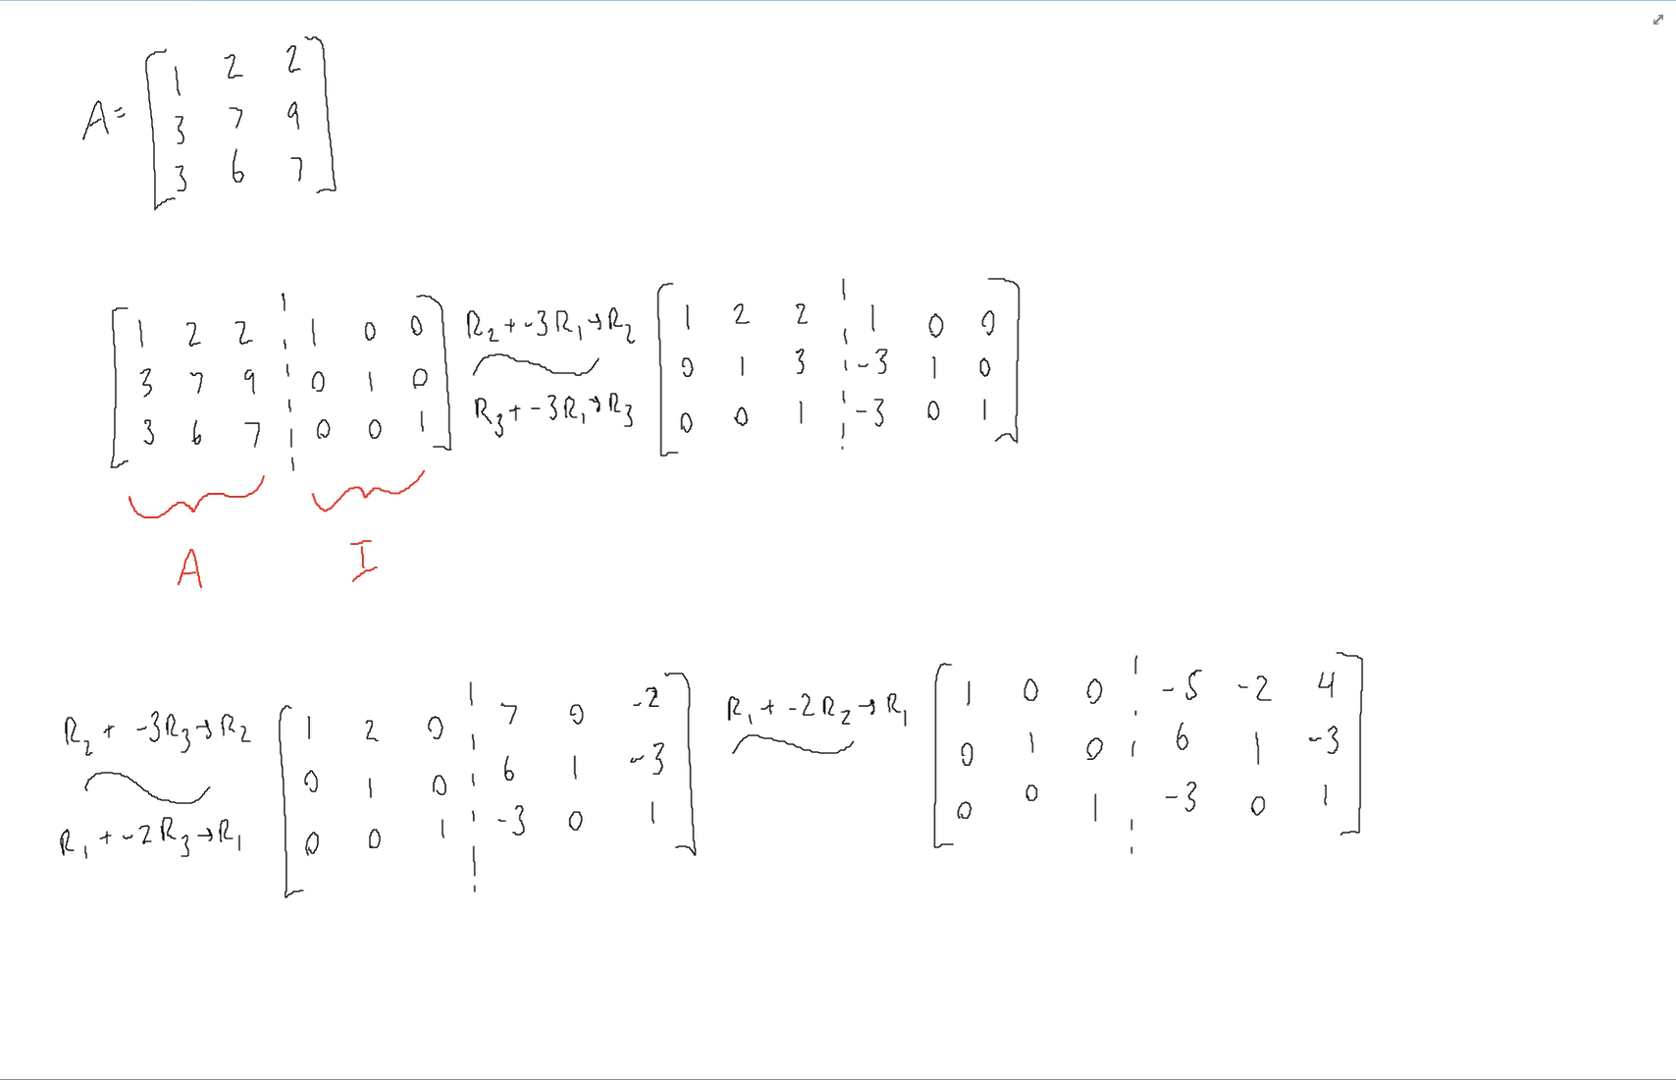 A= [ 1 2 2
3 7 9
3 6 7 ]
[ 1 2 2 ¦ 1 0 0
3 7 9 ¦ 0 1 0
3 6 7 ¦ 0 0 1 ]
R₂ + -3R₁ → R₂
R₃ + -3R₁ → R₃
[ 1 2 2 ¦ 1 0 0
0 1 3 ¦ -3 1 0
0 0 1 ¦ -3 0 1 ]
A I
R₂ + -3R₃ → R₂
R₁ + -2R₃ → R₁
[ 1 2 0 ¦ 7 0 -2
0 1 0 ¦ 6 1 -3
0 0 1 ¦ -3 0 1 ]
R₁ + -2R₂ → R₁
[ 1 0 0 ¦ -5 -2 4
0 1 0 ¦ 6 1 -3
0 0 1 ¦ -3 0 1 ]